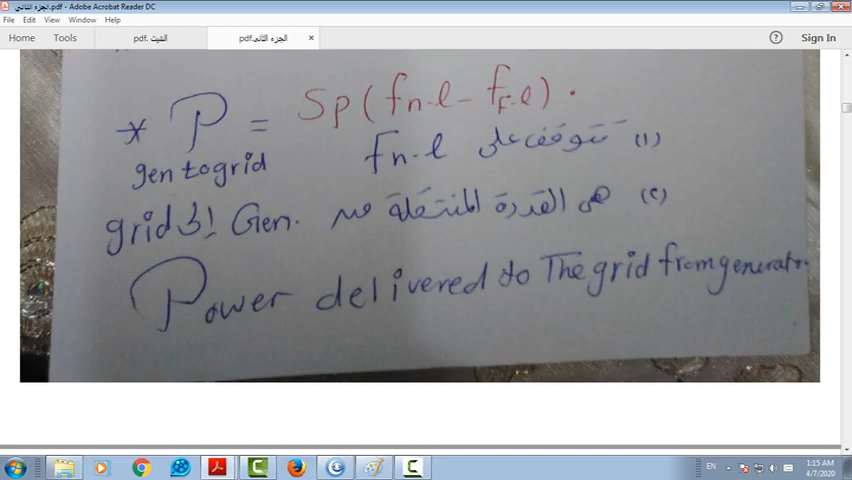 الجزء الثاني.pdf - Adobe Acrobat Reader DC
File Edit View Window Help
Home Tools الشيت.pdf الجزء الثاني.pdf × Sign In
* P = Sp(fn-l - fF-l).
gen to grid
(١) تتوقف على fn-l
(٢) هى القدرة المنتقلة من Gen. إلى grid
Power delivered to The grid from generator.
EN 1:15 AM
4/7/2020